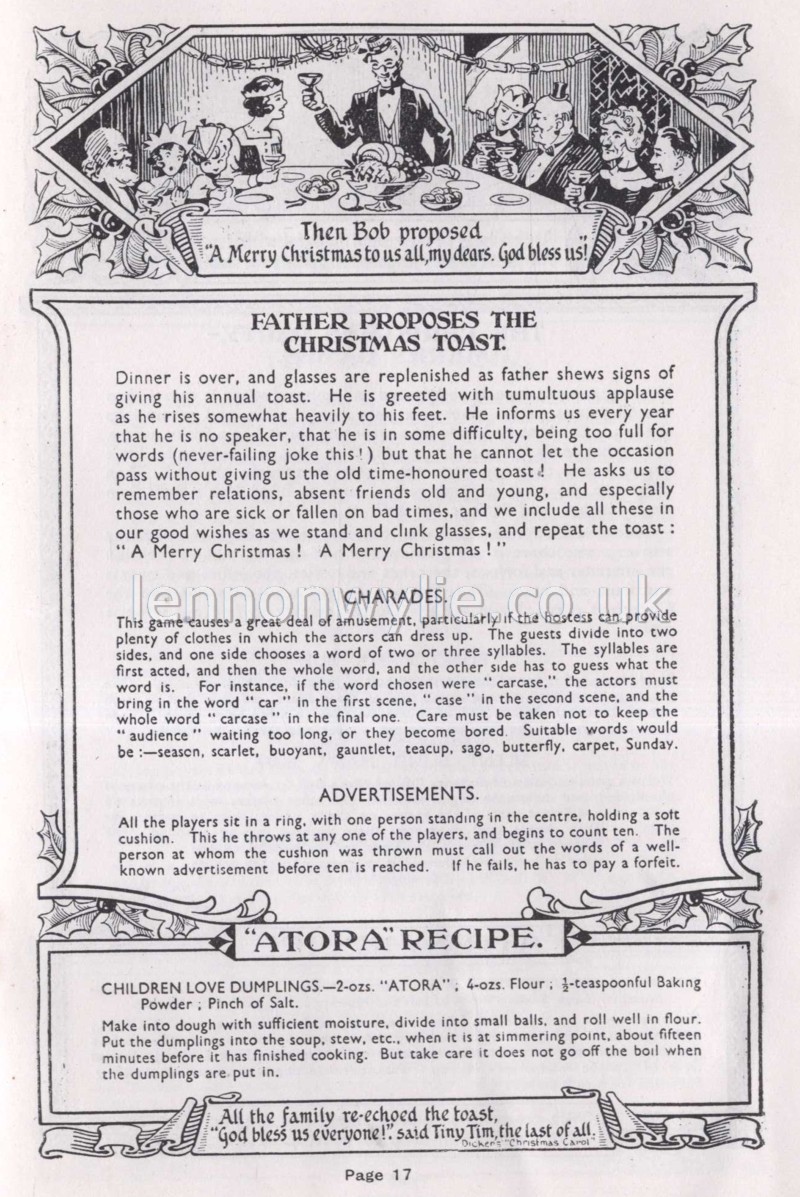 Then Bob proposed
"A Merry Christmas to us all, my dears. God bless us!"
FATHER PROPOSES THE
CHRISTMAS TOAST.
Dinner is over, and glasses are replenished as father shews signs of
giving his annual toast. He is greeted with tumultuous applause
as he rises somewhat heavily to his feet. He informs us every year
that he is no speaker, that he is in some difficulty, being too full for
words (never-failing joke this!) but that he cannot let the occasion
pass without giving us the old time-honoured toast! He asks us to
remember relations, absent friends old and young, and especially
those who are sick or fallen on bad times, and we include all these in
our good wishes as we stand and clink glasses, and repeat the toast:
"A Merry Christmas! A Merry Christmas!"
CHARADES.
lennonwylie.co.uk
This game causes a great deal of amusement, particularly if the hostess can provide
plenty of clothes in which the actors can dress up. The guests divide into two
sides, and one side chooses a word of two or three syllables. The syllables are
first acted, and then the whole word, and the other side has to guess what the
word is. For instance, if the word chosen were "carcase," the actors must
bring in the word "car" in the first scene, "case" in the second scene, and the
whole word "carcase" in the final one. Care must be taken not to keep the
"audience" waiting too long, or they become bored. Suitable words would
be:—season, scarlet, buoyant, gauntlet, teacup, sago, butterfly, carpet, Sunday.
ADVERTISEMENTS.
All the players sit in a ring, with one person standing in the centre, holding a soft
cushion. This he throws at any one of the players, and begins to count ten. The
person at whom the cushion was thrown must call out the words of a well-
known advertisement before ten is reached. If he fails, he has to pay a forfeit.
"ATORA" RECIPE.
CHILDREN LOVE DUMPLINGS.—2-ozs. "ATORA"; 4-ozs. Flour; ½-teaspoonful Baking
Powder; Pinch of Salt.
Make into dough with sufficient moisture, divide into small balls, and roll well in flour.
Put the dumplings into the soup, stew, etc., when it is at simmering point, about fifteen
minutes before it has finished cooking. But take care it does not go off the boil when
the dumplings are put in.
All the family re-echoed the toast,
"God bless us everyone!" said Tiny Tim, the last of all.
Dickens "Christmas Carol"
Page 17